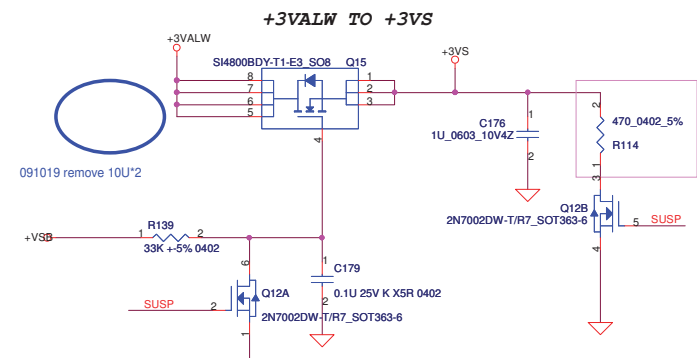 +3VALW TO +3VS
+3VALW
+3VS
SI4800BDY-T1-E3_SO8 Q15
8
7
6
5
1
2
3
4
C176
1U_0603_10V4Z
1
2
2
470_0402_5%
R114
1
3
Q12B
2N7002DW-T/R7_SOT363-6
5
SUSP
4
091019 remove 10U*2
R139
+VSB
1
2
33K +-5% 0402
6
1
C179
0.1U 25V K X5R 0402
2
Q12A
SUSP
2
2N7002DW-T/R7_SOT363-6
1